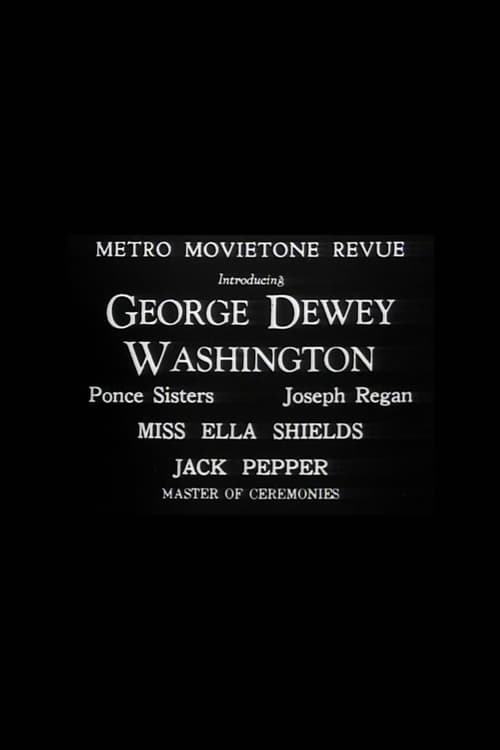 METRO MOVIETONE REVUE
Introducing
GEORGE DEWEY
WASHINGTON
Ponce Sisters Joseph Regan
MISS ELLA SHIELDS
JACK PEPPER
MASTER OF CEREMONIES